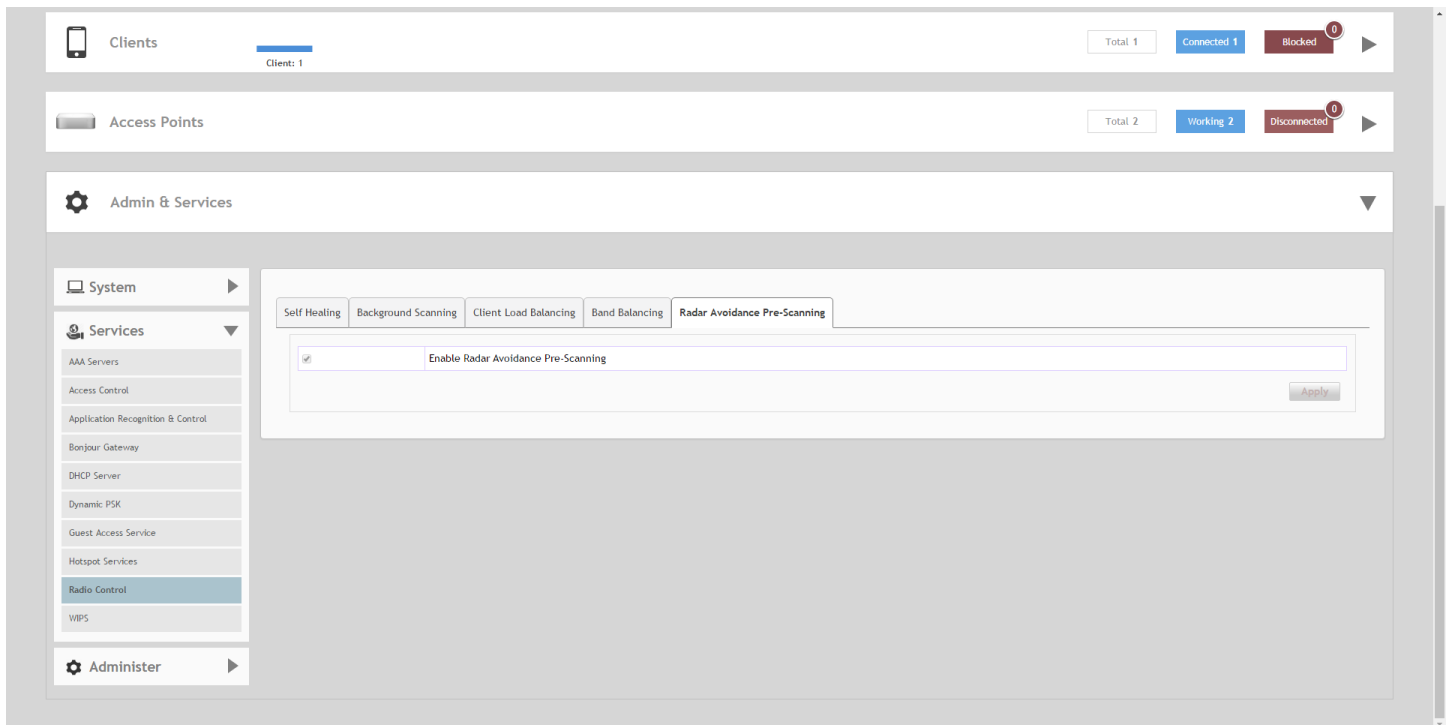 Clients
Client: 1
Total 1
Connected 1
Blocked
0
Access Points
Total 2
Working 2
Disconnected
0
Admin & Services
System
Services
AAA Servers
Access Control
Application Recognition & Control
Bonjour Gateway
DHCP Server
Dynamic PSK
Guest Access Service
Hotspot Services
Radio Control
WIPS
Administer
Self Healing
Background Scanning
Client Load Balancing
Band Balancing
Radar Avoidance Pre-Scanning
Enable Radar Avoidance Pre-Scanning
Apply